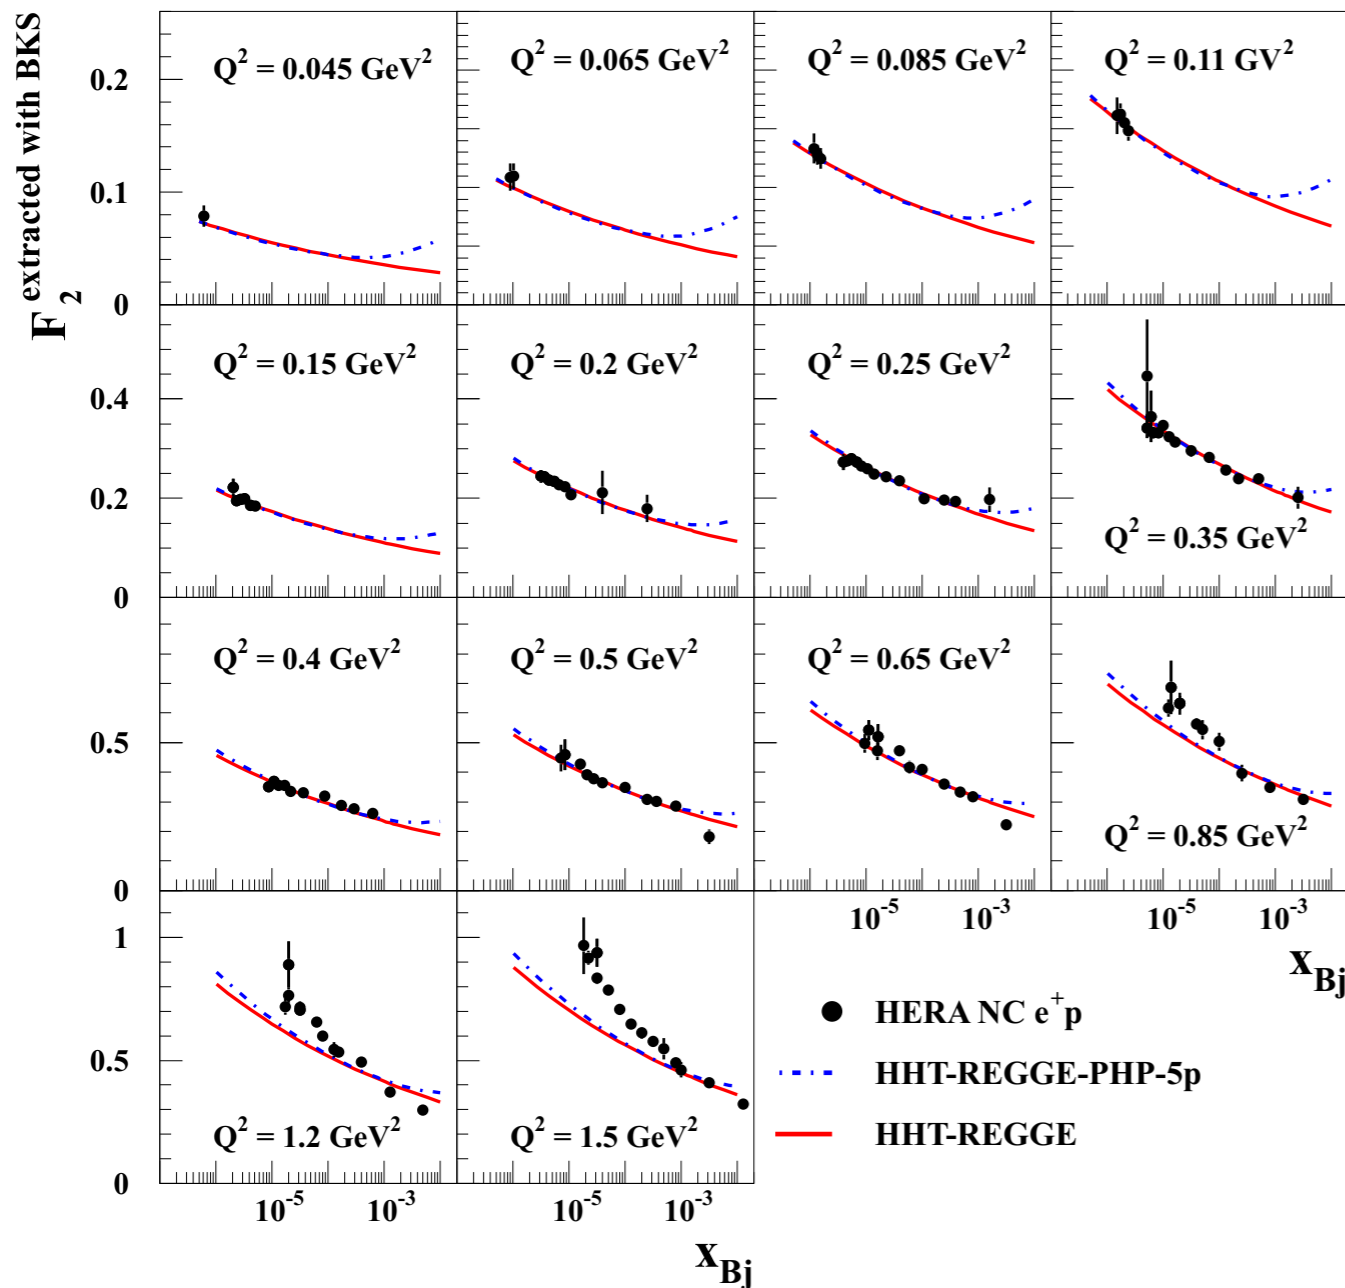 F₂^extracted with BKS
Q² = 0.045 GeV²
Q² = 0.065 GeV²
Q² = 0.085 GeV²
Q² = 0.11 GV²
0.2
0.1
0
Q² = 0.15 GeV²
Q² = 0.2 GeV²
Q² = 0.25 GeV²
Q² = 0.35 GeV²
0.4
0.2
0
Q² = 0.4 GeV²
Q² = 0.5 GeV²
Q² = 0.65 GeV²
Q² = 0.85 GeV²
0.5
0
10⁻⁵ 10⁻³ 10⁻⁵ 10⁻³
x_Bj
1
0.5
0
Q² = 1.2 GeV²
Q² = 1.5 GeV²
HERA NC e⁺p
HHT-REGGE-PHP-5p
HHT-REGGE
10⁻⁵ 10⁻³ 10⁻⁵ 10⁻³
x_Bj